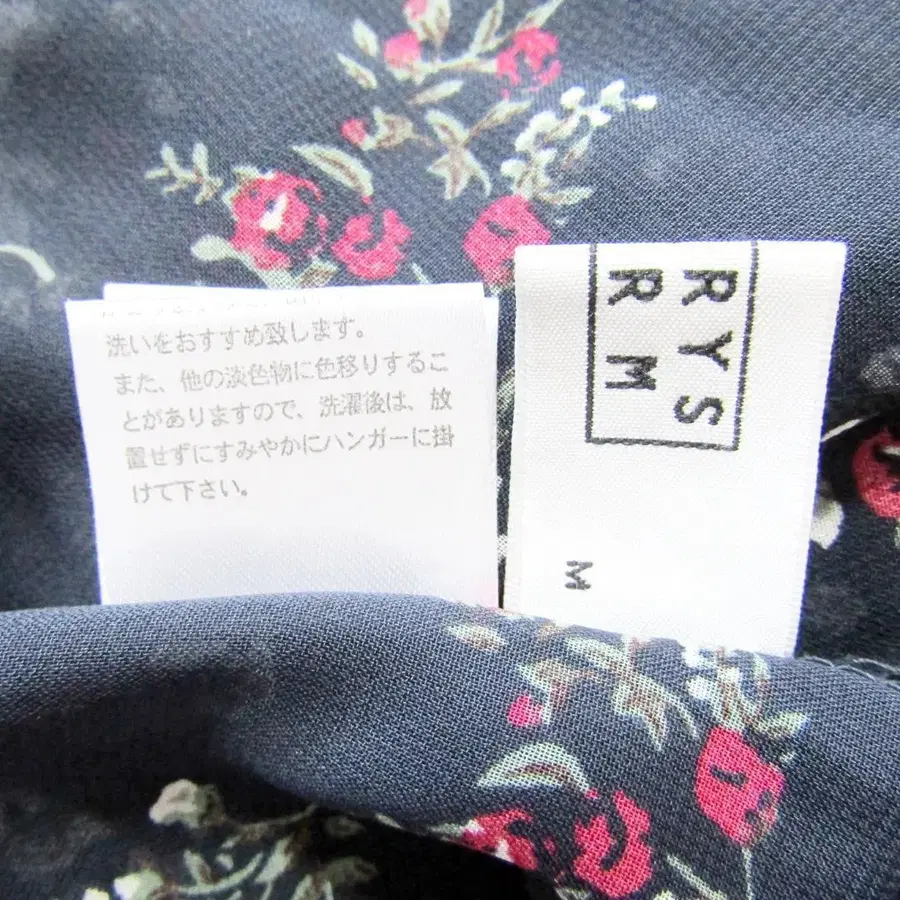 洗いをおすすめ致します。
また、他の淡色物に色移りするこ
とがありますので、洗濯後は、放
置せずにすみやかにハンガーに掛
けて下さい。
RYS
RM
M